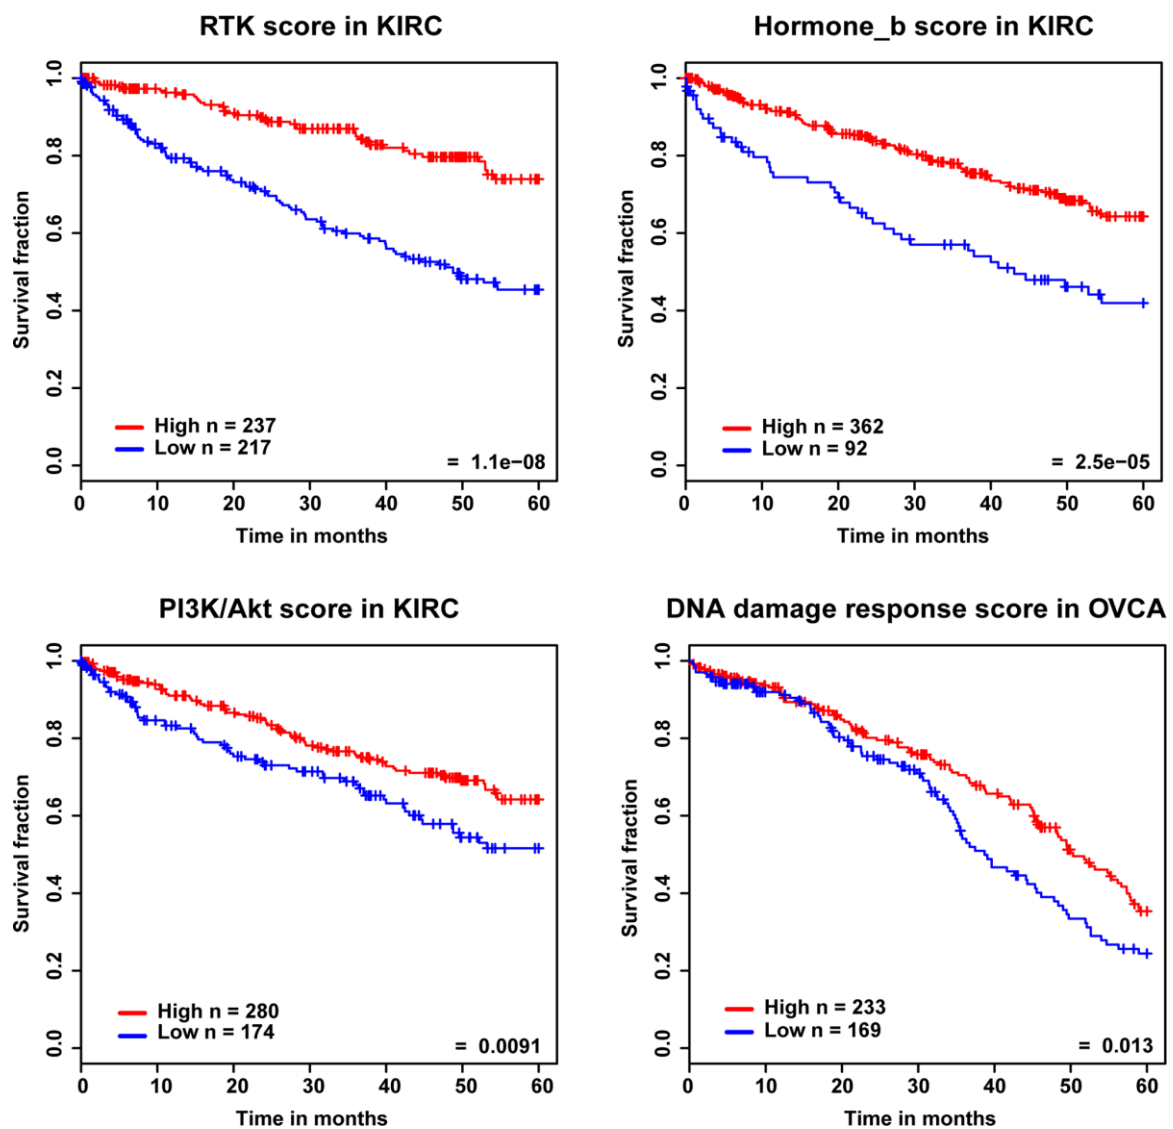 RTK score in KIRC
Survival fraction
1.0
0.8
0.6
0.4
0.2
0.0
High n = 237
Low n = 217
= 1.1e−08
0 10 20 30 40 50 60
Time in months
Hormone_b score in KIRC
Survival fraction
1.0
0.8
0.6
0.4
0.2
0.0
High n = 362
Low n = 92
= 2.5e−05
0 10 20 30 40 50 60
Time in months
PI3K/Akt score in KIRC
Survival fraction
1.0
0.8
0.6
0.4
0.2
0.0
High n = 280
Low n = 174
= 0.0091
0 10 20 30 40 50 60
Time in months
DNA damage response score in OVCA
Survival fraction
1.0
0.8
0.6
0.4
0.2
0.0
High n = 233
Low n = 169
= 0.013
0 10 20 30 40 50 60
Time in months